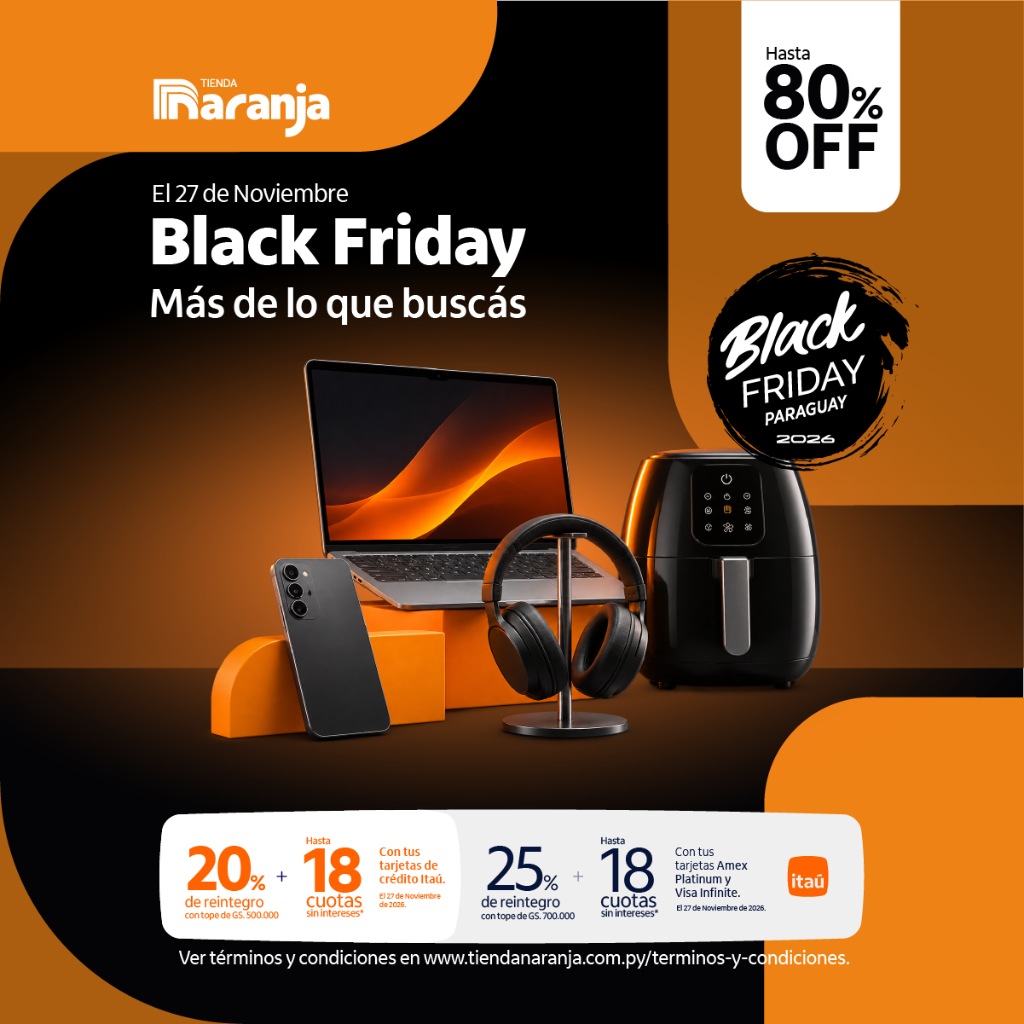 TIENDA
naranja
Hasta
80%
OFF
El 27 de Noviembre
Black Friday
Más de lo que buscás
Black
FRIDAY
PARAGUAY
2026
20%
de reintegro
con tope de GS. 500.000
+
Hasta
18
cuotas
sin intereses*
Con tus
tarjetas de
crédito Itaú.
El 27 de Noviembre
de 2026.
25%
de reintegro
con tope de GS. 700.000
+
Hasta
18
cuotas
sin intereses*
Con tus
tarjetas Amex
Platinum y
Visa Infinite.
El 27 de Noviembre de 2026.
itaú
Ver términos y condiciones en www.tiendanaranja.com.py/terminos-y-condiciones.